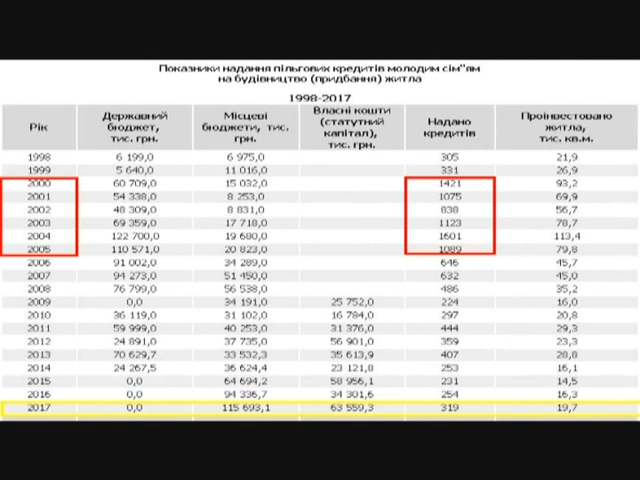 Показники надання пільгових кредитів молодим сім"ям
на будівництво (придбання) житла
1998-2017
Рік Державний бюджет, тис. грн. Місцеві бюджети, тис. грн. Власні кошти (статутний капітал), тис. грн. Надано кредитів Проінвестовано житла, тис. кв.м.
1998 6 199,0 6 975,0 305 21,9
1999 5 640,0 11 016,0 331 26,9
2000 60 709,0 15 032,0 1421 93,2
2001 54 338,0 8 253,0 1075 69,9
2002 48 309,0 8 831,0 838 56,7
2003 69 359,0 17 718,0 1123 78,7
2004 122 700,0 19 680,0 1601 113,4
2005 110 571,0 20 823,0 1089 79,8
2006 91 002,0 34 289,0 646 45,7
2007 94 273,0 51 450,0 632 45,0
2008 76 799,0 56 538,0 486 35,2
2009 0,0 34 191,0 25 752,0 224 16,0
2010 36 119,0 31 102,0 16 784,0 297 20,8
2011 59 999,0 40 253,0 31 376,0 444 29,3
2012 24 891,0 37 735,0 56 901,0 359 23,3
2013 70 629,7 33 532,3 35 613,9 407 28,8
2014 24 267,5 36 624,4 23 121,8 253 16,1
2015 0,0 64 694,2 58 956,1 231 14,5
2016 0,0 94 336,7 34 301,6 254 16,3
2017 0,0 115 693,1 63 559,3 319 19,7